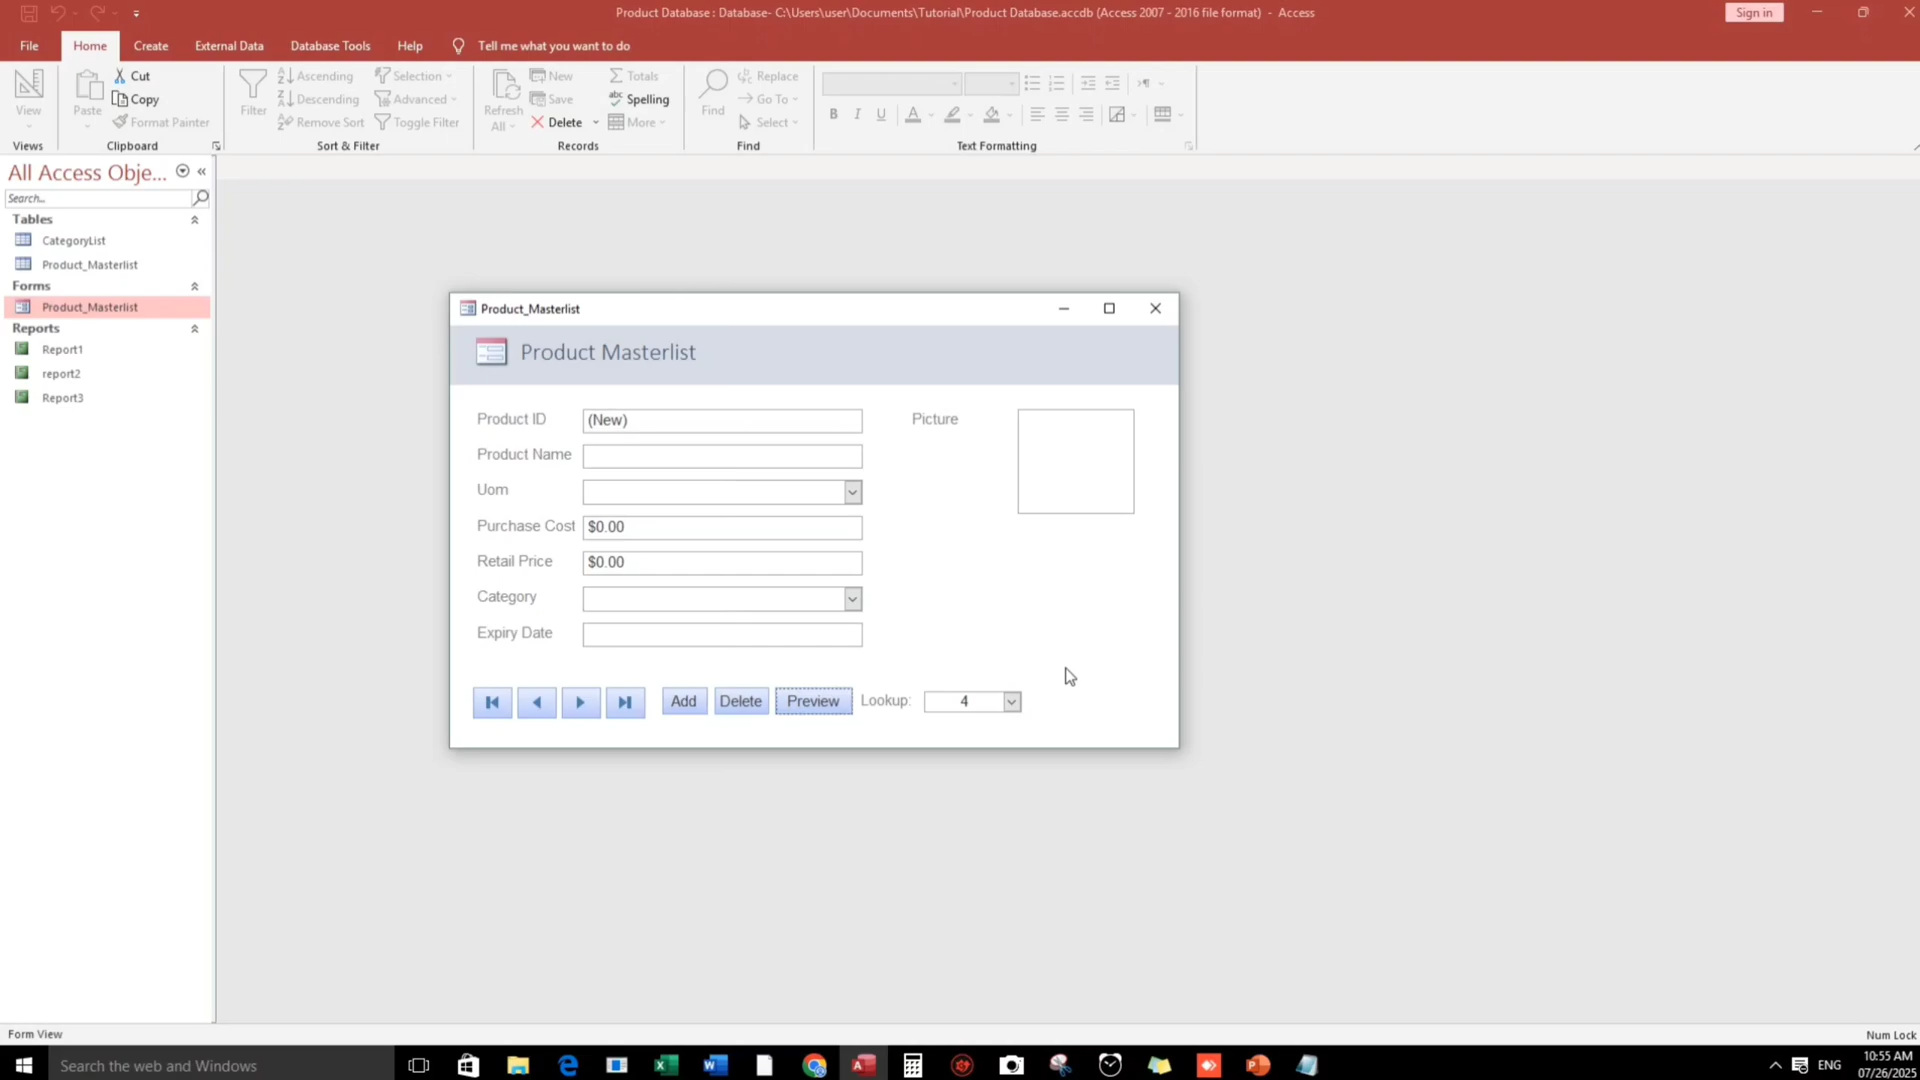 Product Database : Database- C:\Users\user\Documents\Tutorial\Product Database.accdb (Access 2007 - 2016 file format) - Access
Sign in
File Home Create External Data Database Tools Help Tell me what you want to do
View
Paste
Cut
Copy
Format Painter
Filter
Ascending
Descending
Remove Sort
Selection
Advanced
Toggle Filter
Refresh All
New
Save
Delete
Totals
Spelling
More
Find
Replace
Go To
Select
B I U A
Views Clipboard Sort & Filter Records Find Text Formatting
All Access Obje...
Search...
Tables
CategoryList
Product_Masterlist
Forms
Product_Masterlist
Reports
Report1
report2
Report3
Product_Masterlist
Product Masterlist
Product ID (New)
Picture
Product Name
Uom
Purchase Cost $0.00
Retail Price $0.00
Category
Expiry Date
Add Delete Preview Lookup: 4
Form View
Num Lock
Search the web and Windows
ENG
10:55 AM
07/26/2025